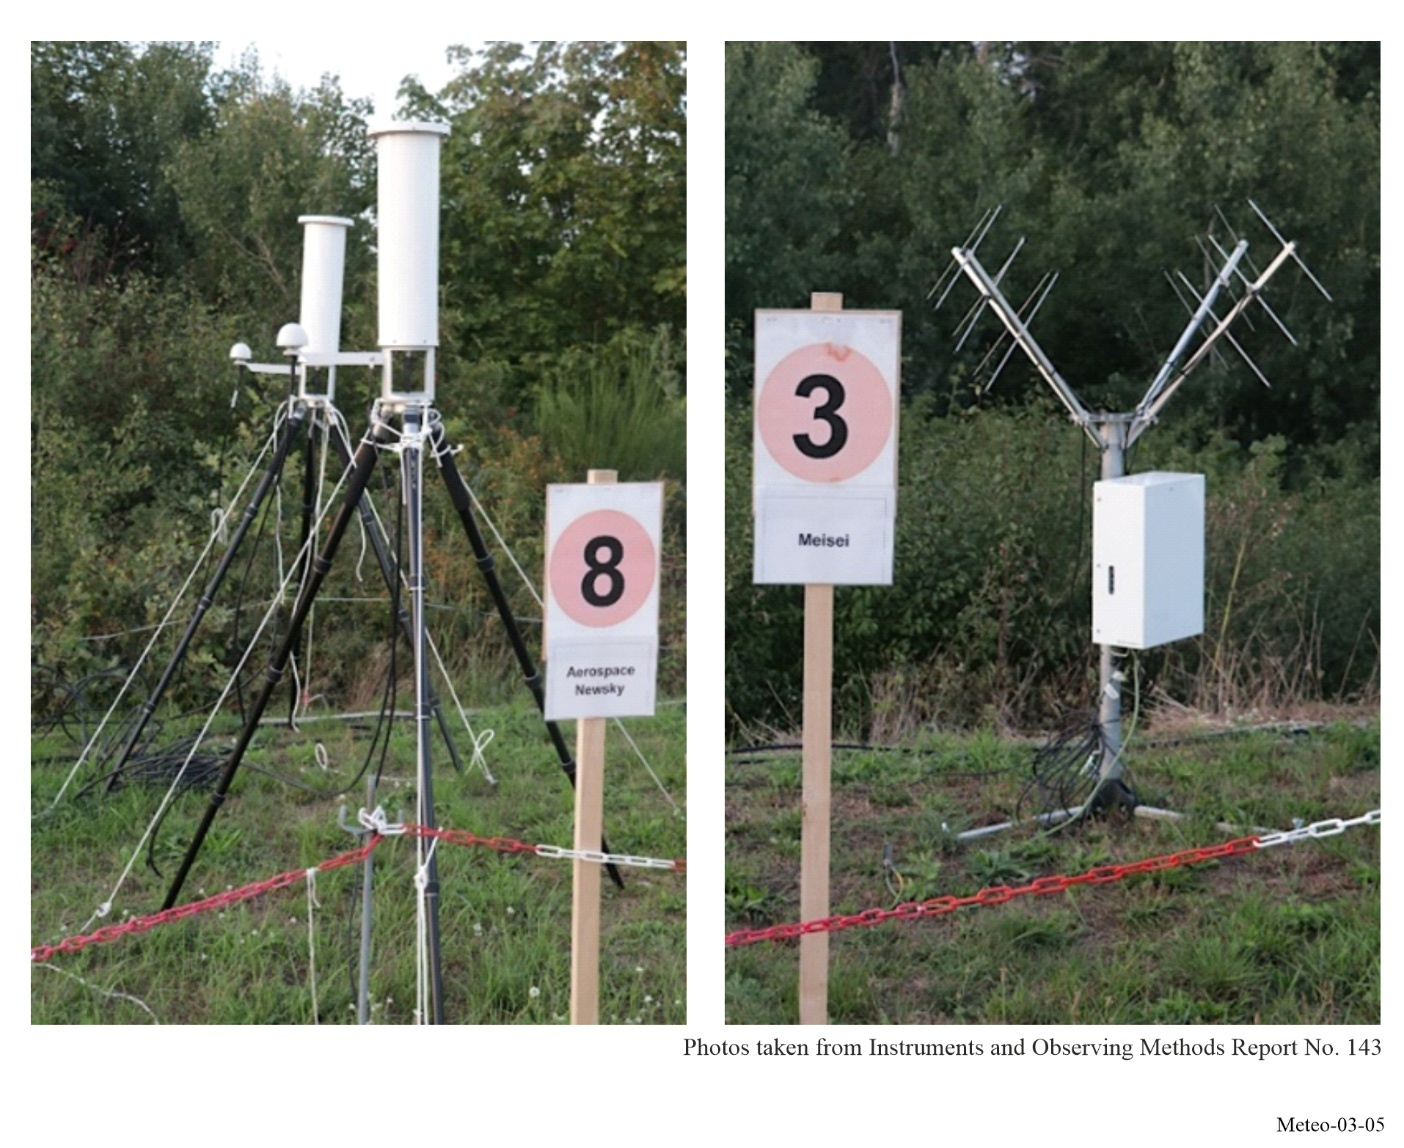 8
Aerospace
Newsky
3
Meisei
Photos taken from Instruments and Observing Methods Report No. 143
Meteo-03-05